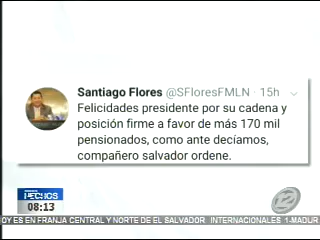 Santiago Flores @SFloresFMLN · 15h
Felicidades presidente por su cadena y
posición firme a favor de más 170 mil
pensionados, como ante decíamos,
compañero salvador ordene.
HECHOS
08:13
12
OY ES EN FRANJA CENTRAL Y NORTE DE EL SALVADOR INTERNACIONALES 1-MADUR